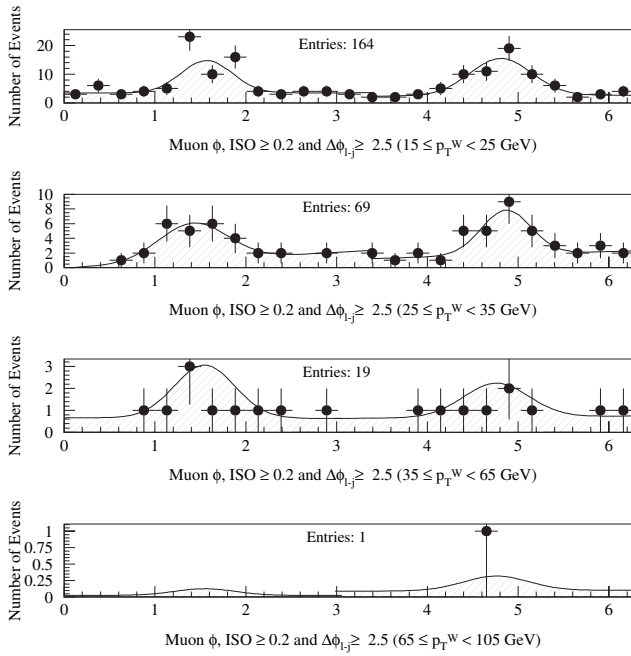 Number of Events
20
10
0
Entries: 164
0 1 2 3 4 5 6
Muon ϕ, ISO ≥ 0.2 and Δϕl-j ≥ 2.5 (15 ≤ pTW < 25 GeV)
Number of Events
10
8
6
4
2
0
Entries: 69
0 1 2 3 4 5 6
Muon ϕ, ISO ≥ 0.2 and Δϕl-j ≥ 2.5 (25 ≤ pTW < 35 GeV)
Number of Events
3
2
1
0
Entries: 19
0 1 2 3 4 5 6
Muon ϕ, ISO ≥ 0.2 and Δϕl-j ≥ 2.5 (35 ≤ pTW < 65 GeV)
Number of Events
1
0.75
0.5
0.25
0
Entries: 1
0 1 2 3 4 5 6
Muon ϕ, ISO ≥ 0.2 and Δϕl-j ≥ 2.5 (65 ≤ pTW < 105 GeV)